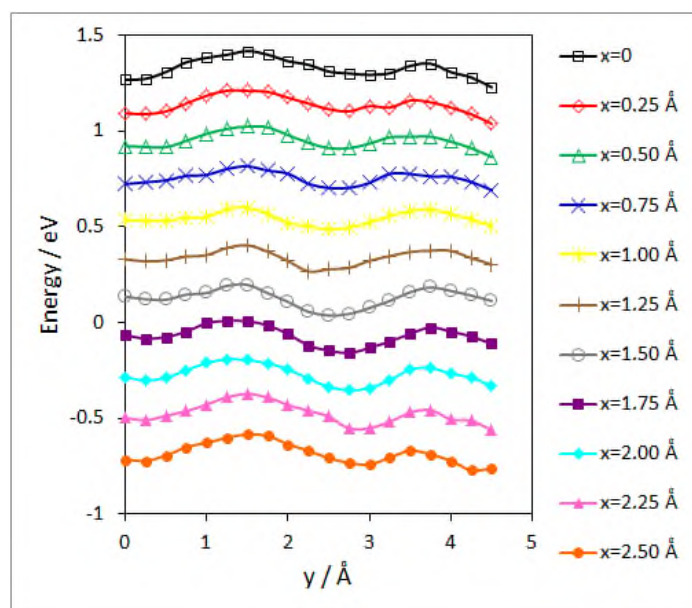 1.5
1
0.5
0
-0.5
-1
Energy / eV
0 1 2 3 4 5
y / Å
x=0
x=0.25 Å
x=0.50 Å
x=0.75 Å
x=1.00 Å
x=1.25 Å
x=1.50 Å
x=1.75 Å
x=2.00 Å
x=2.25 Å
x=2.50 Å